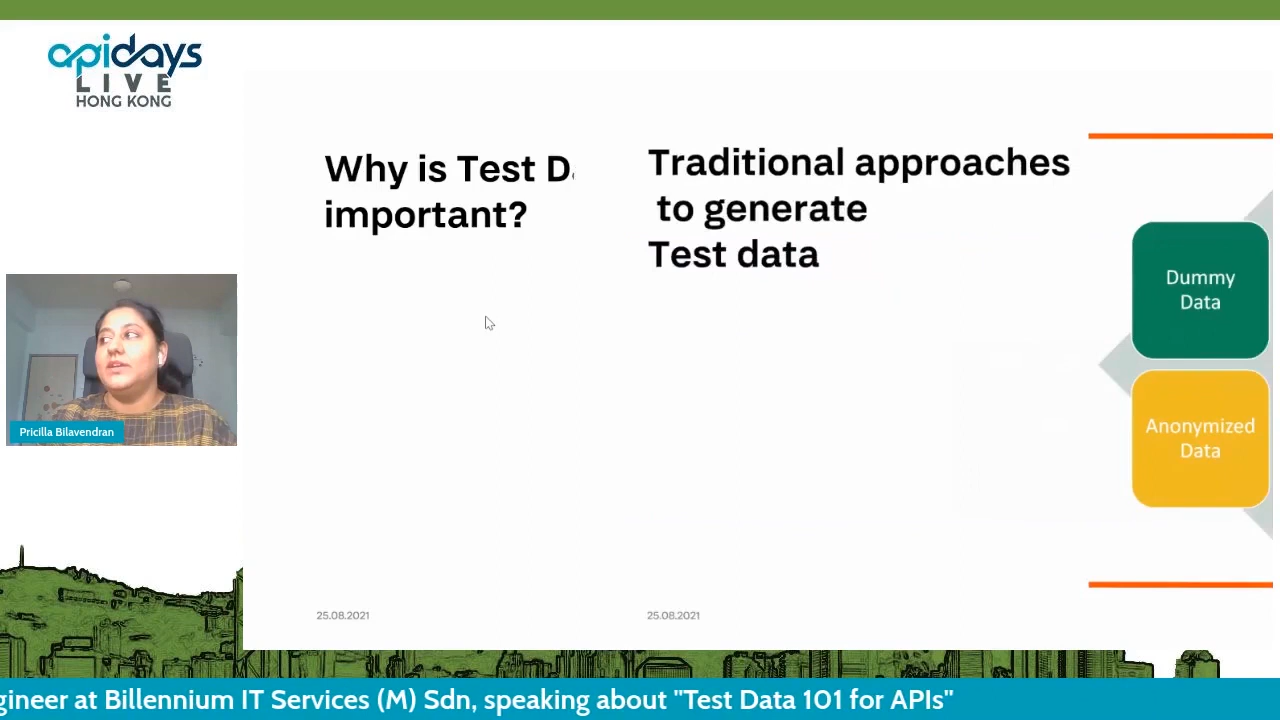 apidays
LIVE
HONG KONG
Why is Test
important?
Traditional approaches
to generate
Test data
Dummy
Data
Anonymized
Data
Pricilla Bilavendran
25.08.2021
25.08.2021
gineer at Billennium IT Services (M) Sdn, speaking about "Test Data 101 for APIs"